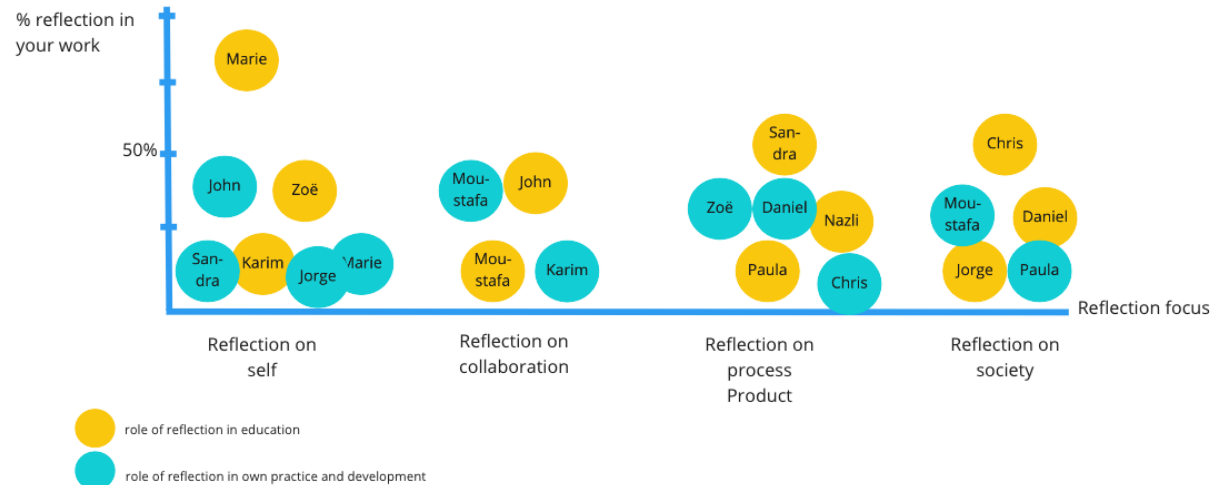 % reflection in
your work
50%
Marie
John
Zoë
San-
dra
Karim
Jorge
Marie
Mou-
stafa
John
Mou-
stafa
Karim
San-
dra
Zoë
Daniel
Nazli
Paula
Chris
Chris
Mou-
stafa
Daniel
Jorge
Paula
Reflection focus
Reflection on
self
Reflection on
collaboration
Reflection on
process
Product
Reflection on
society
role of reflection in education
role of reflection in own practice and development